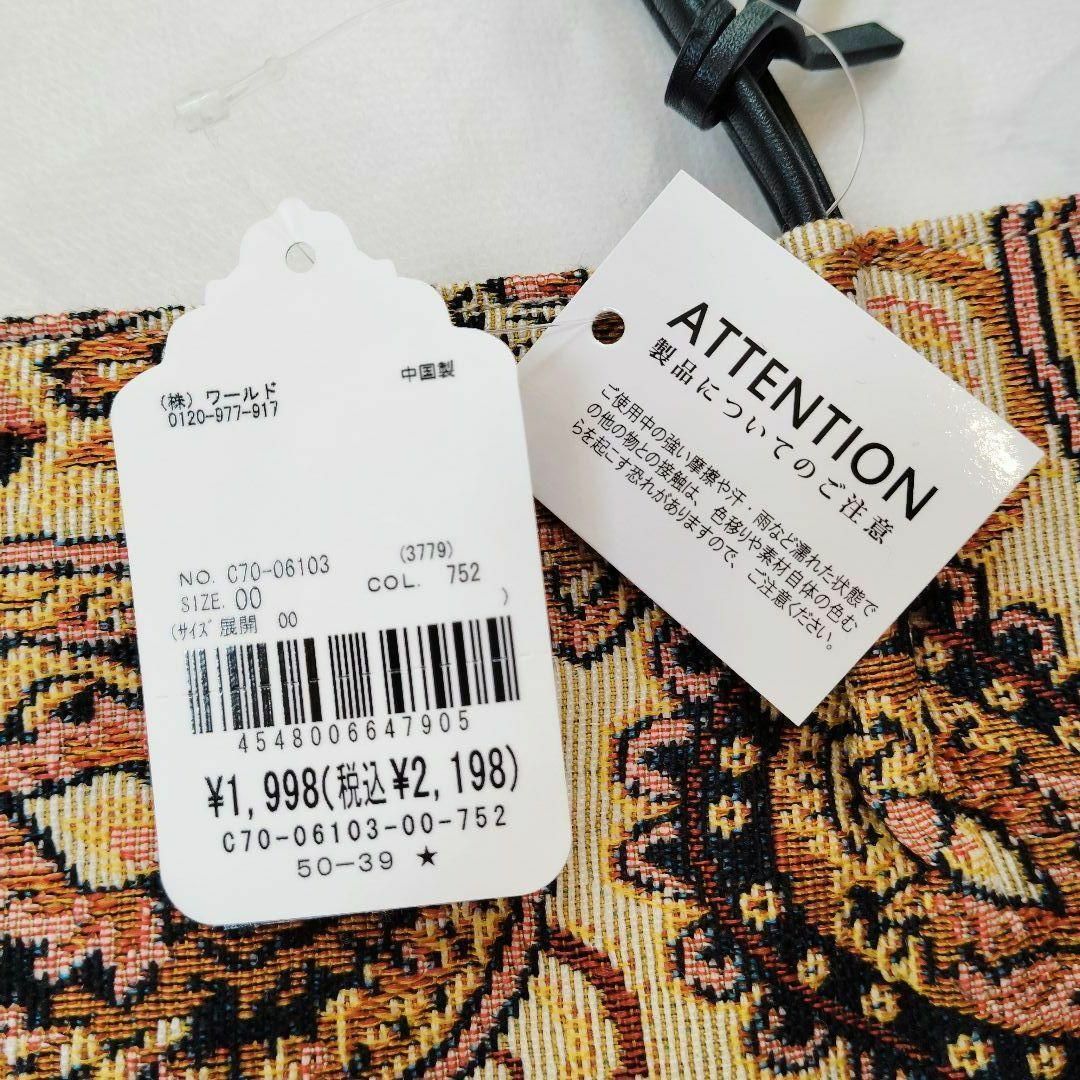 (株) ワールド
0120-977-917
中国製
NO. C70-06103
(3779)
SIZE. 00
COL. 752
(サイズ展開 00 )
4548006647905
¥1,998(税込¥2,198)
C70-06103-00-752
50-39 ★
ATTENTION
製品についてのご注意
ご使用中の強い摩擦や汗・雨など濡れた状態で
の他の物との接触は、色移りや素材自体の色む
らを起こす恐れがありますので、ご注意ください。